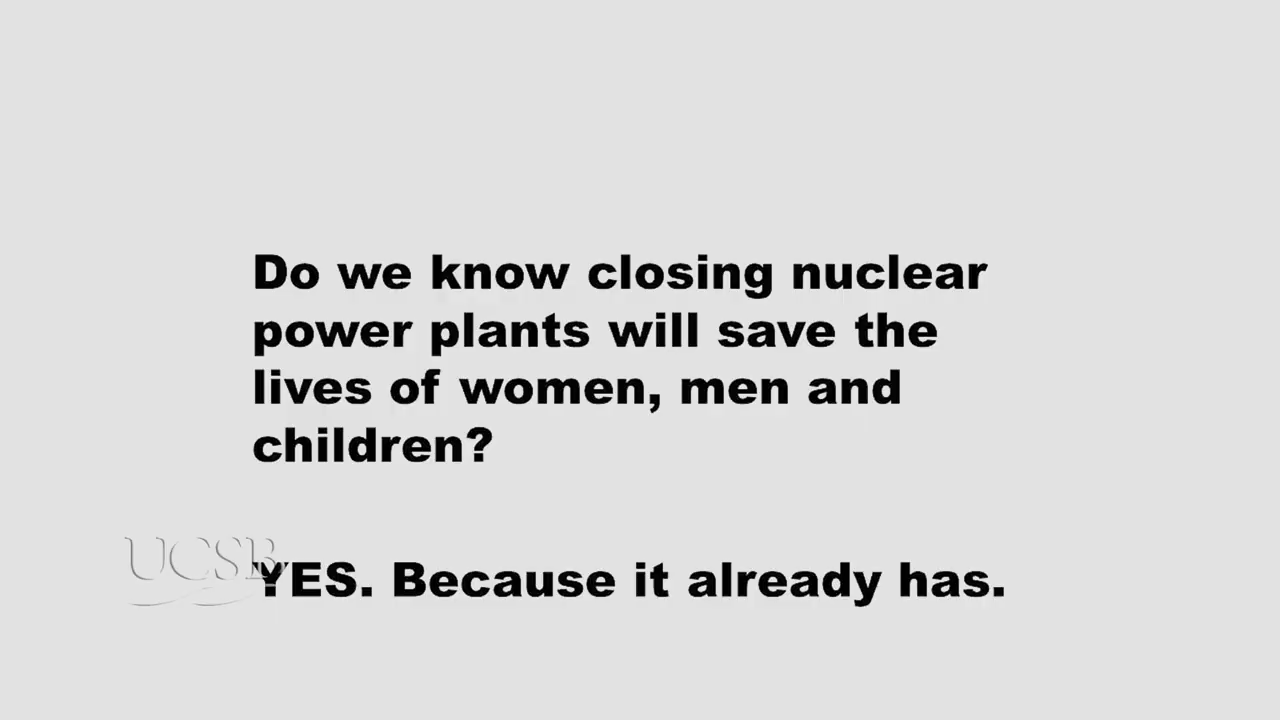 Do we know closing nuclear
power plants will save the
lives of women, men and
children?
UCSB
YES. Because it already has.